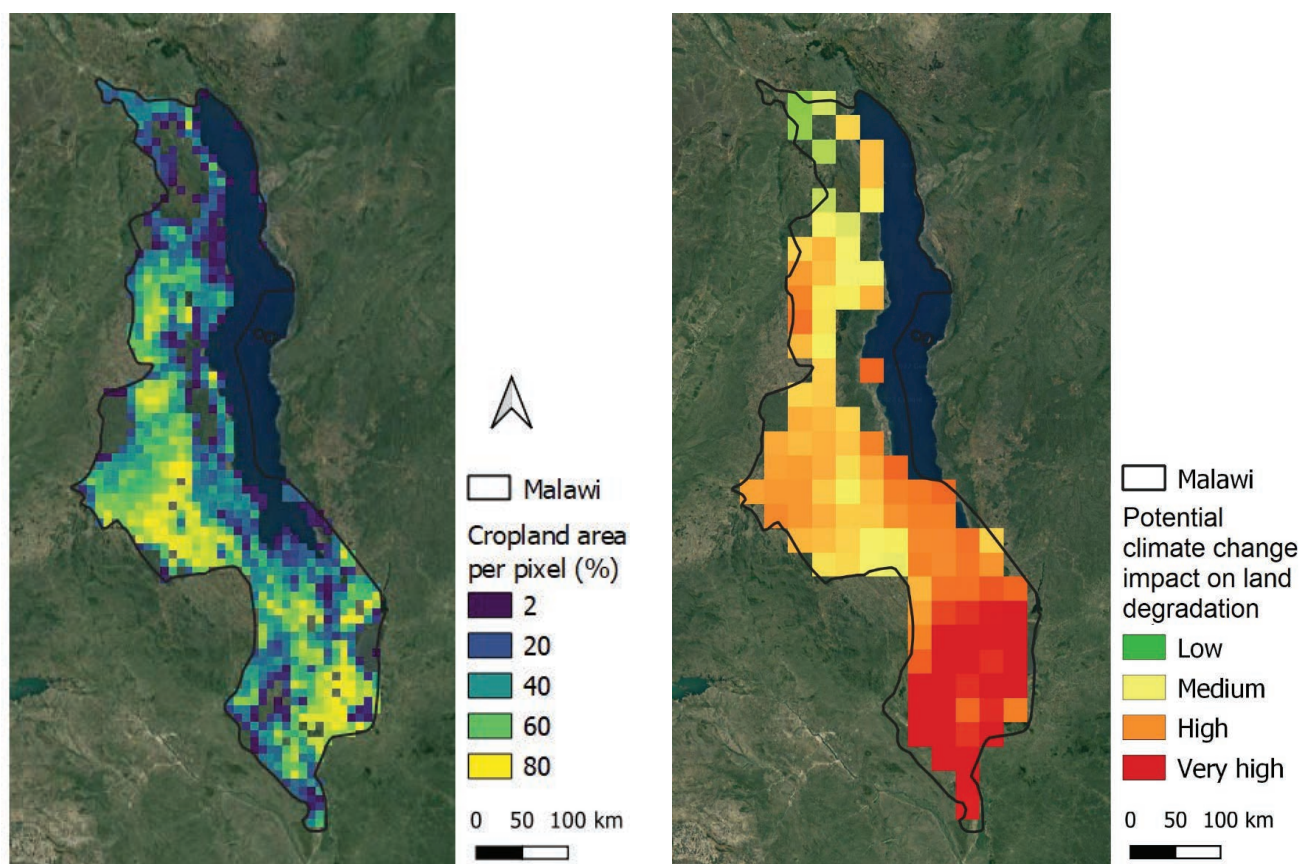 Malawi
Cropland area
per pixel (%)
2
20
40
60
80
0 50 100 km
Malawi
Potential
climate change
impact on land
degradation
Low
Medium
High
Very high
0 50 100 km